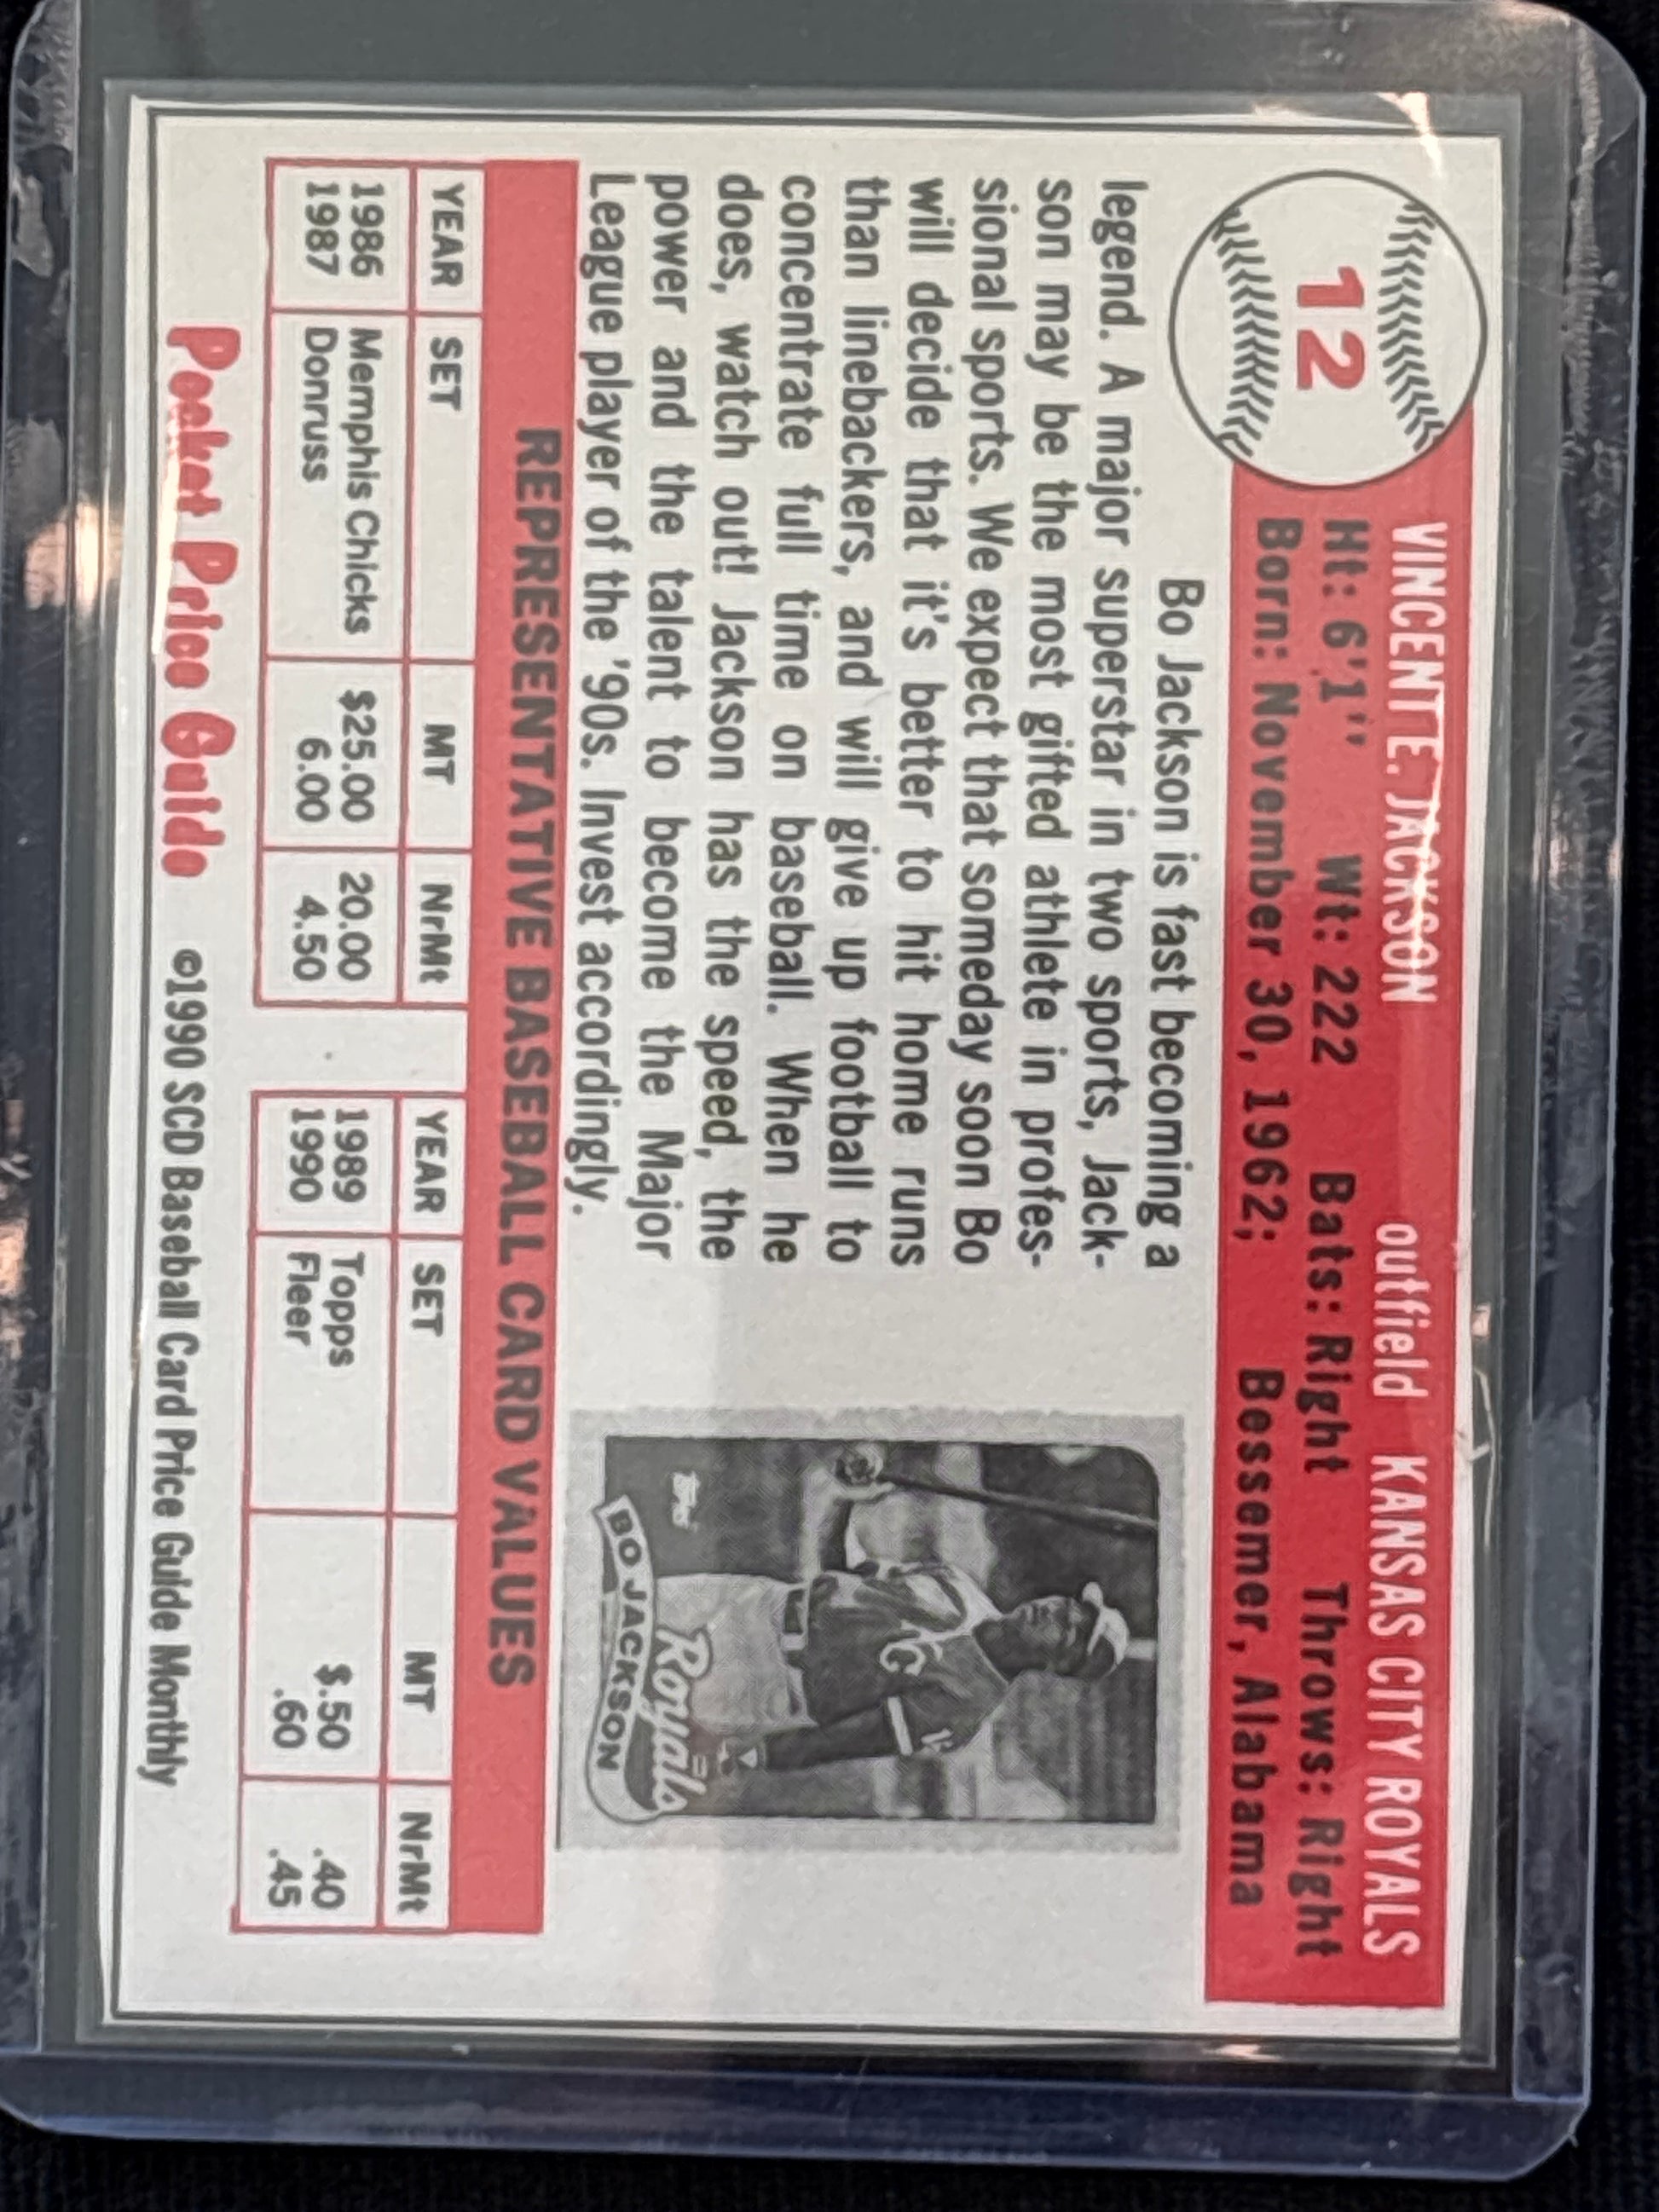 12
VINCENT E. JACKSON outfield KANSAS CITY ROYALS
Ht: 6'1'' Wt: 222 Bats: Right Throws: Right
Born: November 30, 1962; Bessemer, Alabama
Bo Jackson is fast becoming a
legend. A major superstar in two sports, Jack-
son may be the most gifted athlete in profes-
sional sports. We expect that someday soon Bo
will decide that it's better to hit home runs
than linebackers, and will give up football to
concentrate full time on baseball. When he
does, watch out! Jackson has the speed, the
power and the talent to become the Major
League player of the '90s. Invest accordingly.
Topps
Royals
BO JACKSON
REPRESENTATIVE BASEBALL CARD VALUES
YEAR SET MT NrMt
1986 Memphis Chicks $25.00 20.00
1987 Donruss 6.00 4.50
YEAR SET MT NrMt
1989 Topps $.50 .40
1990 Fleer .60 .45
Pocket Price Guide ©1990 SCD Baseball Card Price Guide Monthly